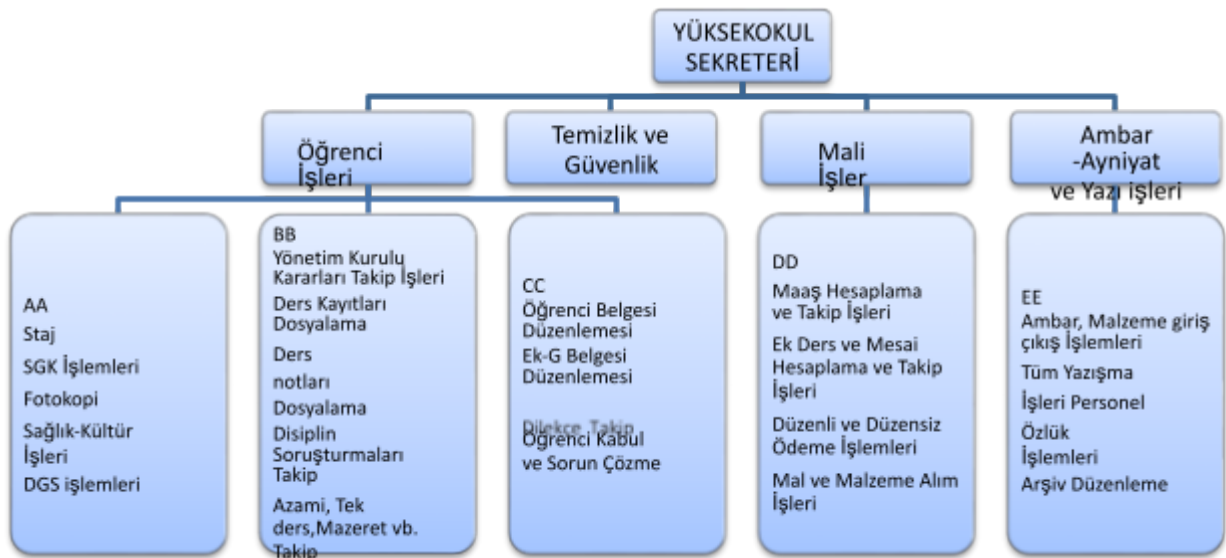 YÜKSEKOKUL
SEKRETERİ
Öğrenci
İşleri
Temizlik ve
Güvenlik
Mali
İşler
Ambar
-Ayniyat
ve Yazı işleri
AA
Staj
SGK İşlemleri
Fotokopi
Sağlık-Kültür
İşleri
DGS işlemleri
BB
Yönetim Kurulu
Kararları Takip İşleri
Ders Kayıtları
Dosyalama
Ders
notları
Dosyalama
Disiplin
Soruşturmaları
Takip
Azami, Tek
ders,Mazeret vb.
Takip
CC
Öğrenci Belgesi
Düzenlemesi
Ek-G Belgesi
Düzenlemesi
Dilekçe Takip
Öğrenci Kabul
ve Sorun Çözme
DD
Maaş Hesaplama
ve Takip İşleri
Ek Ders ve Mesai
Hesaplama ve Takip
İşleri
Düzenli ve Düzensiz
Ödeme İşlemleri
Mal ve Malzeme Alım
İşleri
EE
Ambar, Malzeme giriş
çıkış İşlemleri
Tüm Yazışma
İşleri Personel
Özlük
İşlemleri
Arşiv Düzenleme